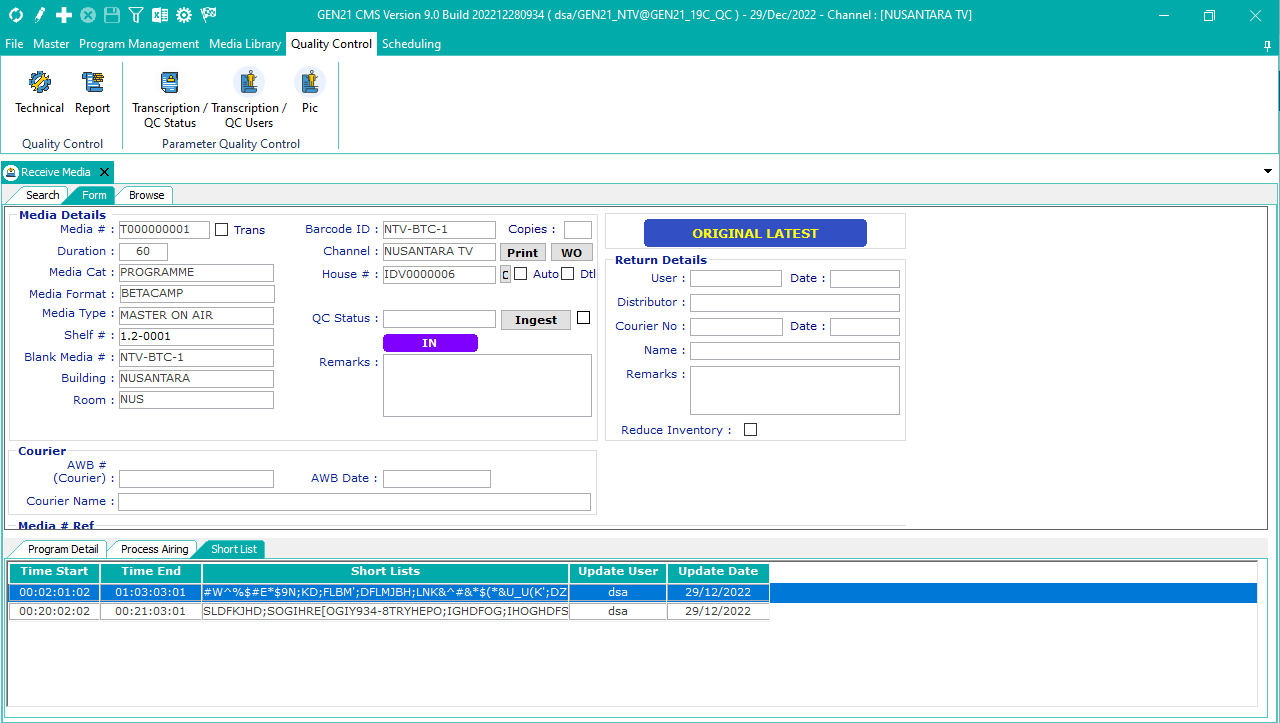 GEN21 CMS Version 9.0 Build 202212280934 ( dsa/GEN21_NTV@GEN21_19C_QC ) - 29/Dec/2022 - Channel : [NUSANTARA TV]
File Master Program Management Media Library Quality Control Scheduling
Technical Report Transcription / QC Status Transcription / QC Users Pic
Quality Control Parameter Quality Control
Receive Media
Search Form Browse
Media Details
Media # : T000000001 Trans Barcode ID : NTV-BTC-1 Copies :
ORIGINAL LATEST
Duration : 60 Channel : NUSANTARA TV Print WO
Return Details
Media Cat : PROGRAMME House # : IDV0000006 C Auto Dtl
User : Date :
Media Format : BETACAMP
Distributor :
Media Type : MASTER ON AIR QC Status : Ingest
Courier No : Date :
Shelf # : 1.2-0001 IN
Name :
Blank Media # : NTV-BTC-1 Remarks :
Remarks :
Building : NUSANTARA
Room : NUS
Reduce Inventory :
Courier
AWB #
(Courier) : AWB Date :
Courier Name :
Media # Ref
Program Detail Process Airing Short List
Time Start Time End Short Lists Update User Update Date
00:02:01:02 01:03:03:01 #W^%$#E*$9N;KD;FLBM';DFLMJBH;LNK&^#&*$(*&U_U(K';DZ dsa 29/12/2022
00:20:02:02 00:21:03:01 SLDFKJHD;SOGIHRE[OGIY934-8TRYHEPO;IGHDFOG;IHOGHDFS dsa 29/12/2022